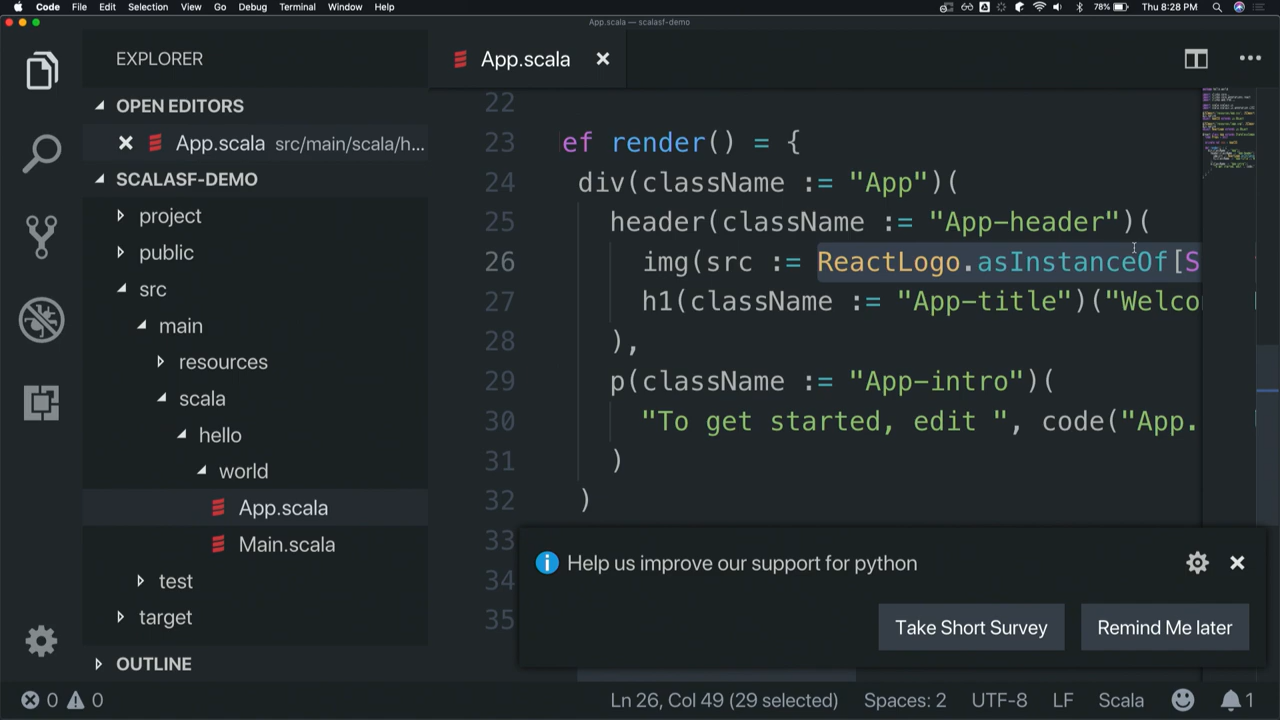 Code File Edit Selection View Go Debug Terminal Window Help 78% Thu 8:28 PM
App.scala — scalasf-demo
EXPLORER
OPEN EDITORS
App.scala src/main/scala/h...
SCALASF-DEMO
project
public
src
main
resources
scala
hello
world
App.scala
Main.scala
test
target
OUTLINE
App.scala
22
23 ef render() = {
24 div(className := "App")(
25 header(className := "App-header")(
26 img(src := ReactLogo.asInstanceOf[S
27 h1(className := "App-title")("Welco
28 ),
29 p(className := "App-intro")(
30 "To get started, edit ", code("App.
31 )
32 )
33
34
35
Help us improve our support for python
Take Short Survey Remind Me later
0 0 Ln 26, Col 49 (29 selected) Spaces: 2 UTF-8 LF Scala 1